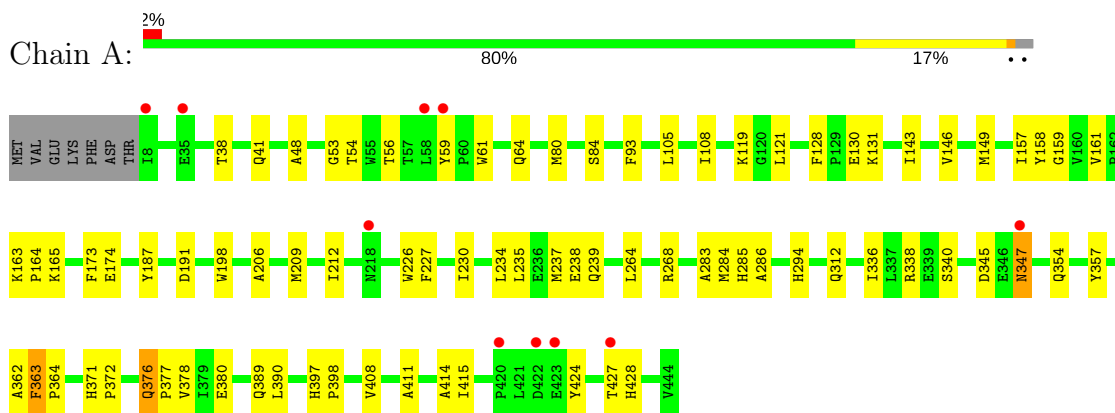 2%
Chain A:
80% 17% ••
MET VAL GLU LYS PHE ASP THR I8 E35 T38 Q41 A48 G53 T54 W55 T56 T57 L58 Y59 P60 W61 Q64 M80 S84 F93 L105 I108 K119 G120 L121 F128 P129 E130 K131 I143 V146 M149 I157 Y158 G159 V160 V161
K163 P164 K165 F173 E174 Y187 D191 W198 A206 M209 I212 N218 W226 F227 I230 L234 L235 E236 M237 E238 Q239 L264 R268 A283 M284 H285 A286 H294 Q312 I336 L337 R338 E339 S340 D345 E346 N347 Q354 Y357
A362 F363 P364 H371 P372 Q376 P377 V378 I379 E380 Q389 L390 H397 P398 V408 A411 A414 I415 P420 L421 D422 E423 Y424 T427 H428 V444